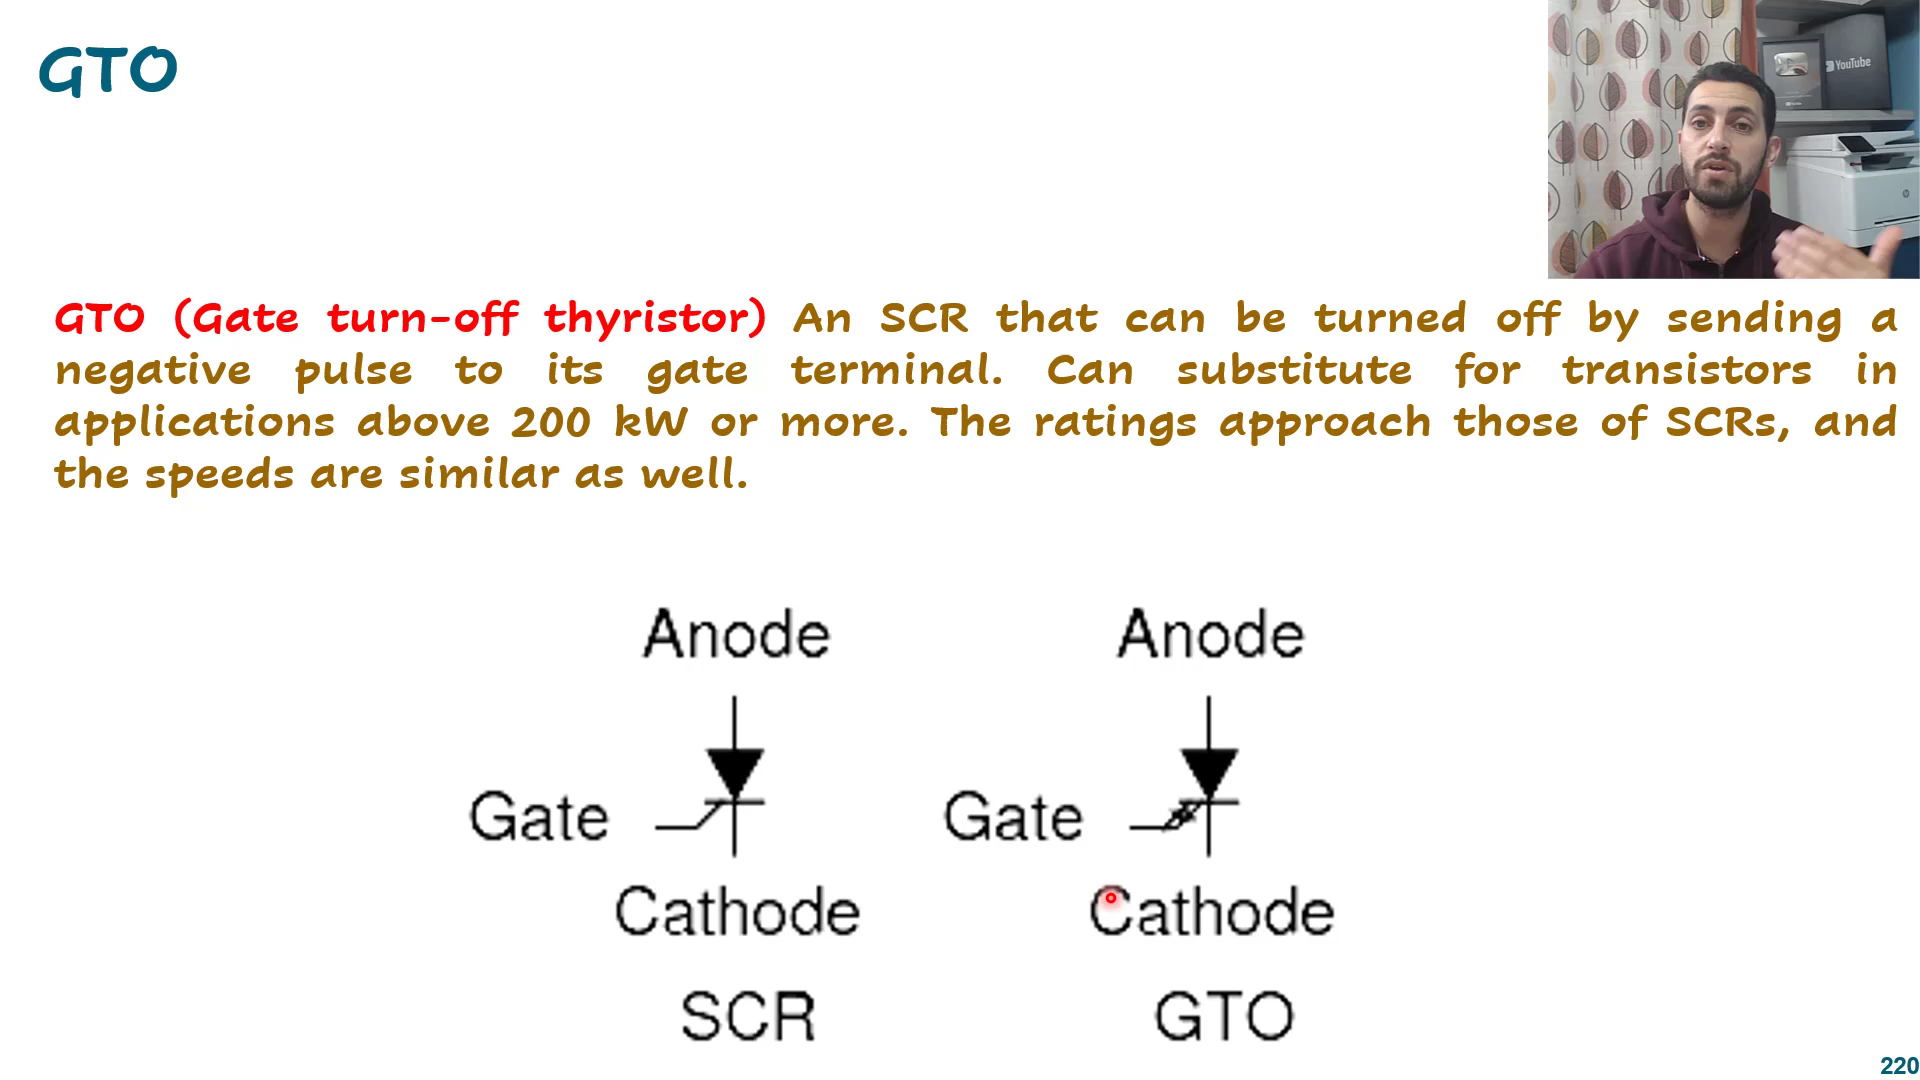 GTO
YouTube
GTO (Gate turn-off thyristor) An SCR that can be turned off by sending a
negative pulse to its gate terminal. Can substitute for transistors in
applications above 200 kW or more. The ratings approach those of SCRs, and
the speeds are similar as well.
Anode Anode
Gate Gate
Cathode Cathode
SCR GTO
220